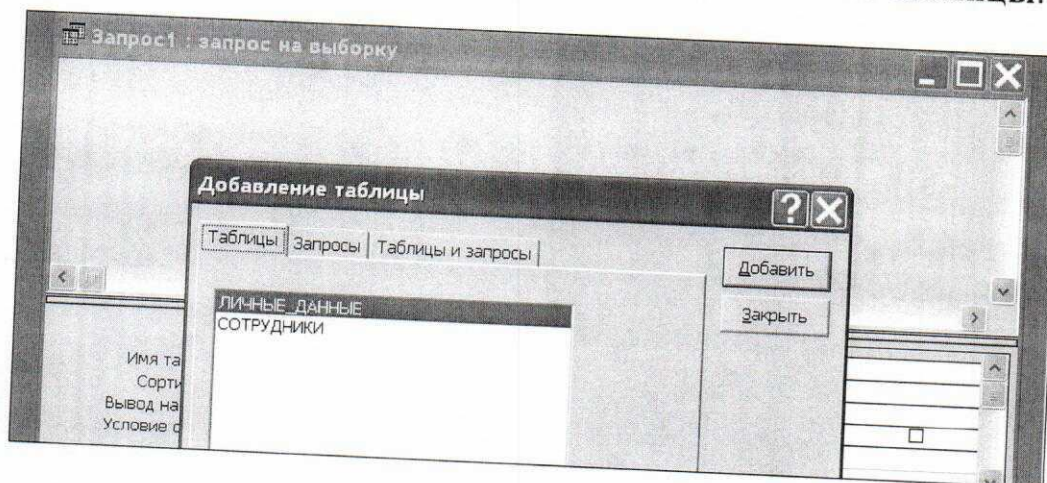 Запрос1 : запрос на выборку
Добавление таблицы
Таблицы Запросы Таблицы и запросы
Добавить
ЛИЧНЫЕ_ДАННЫЕ
Закрыть
СОТРУДНИКИ
Имя та
Сорти
Вывод на
Условие о